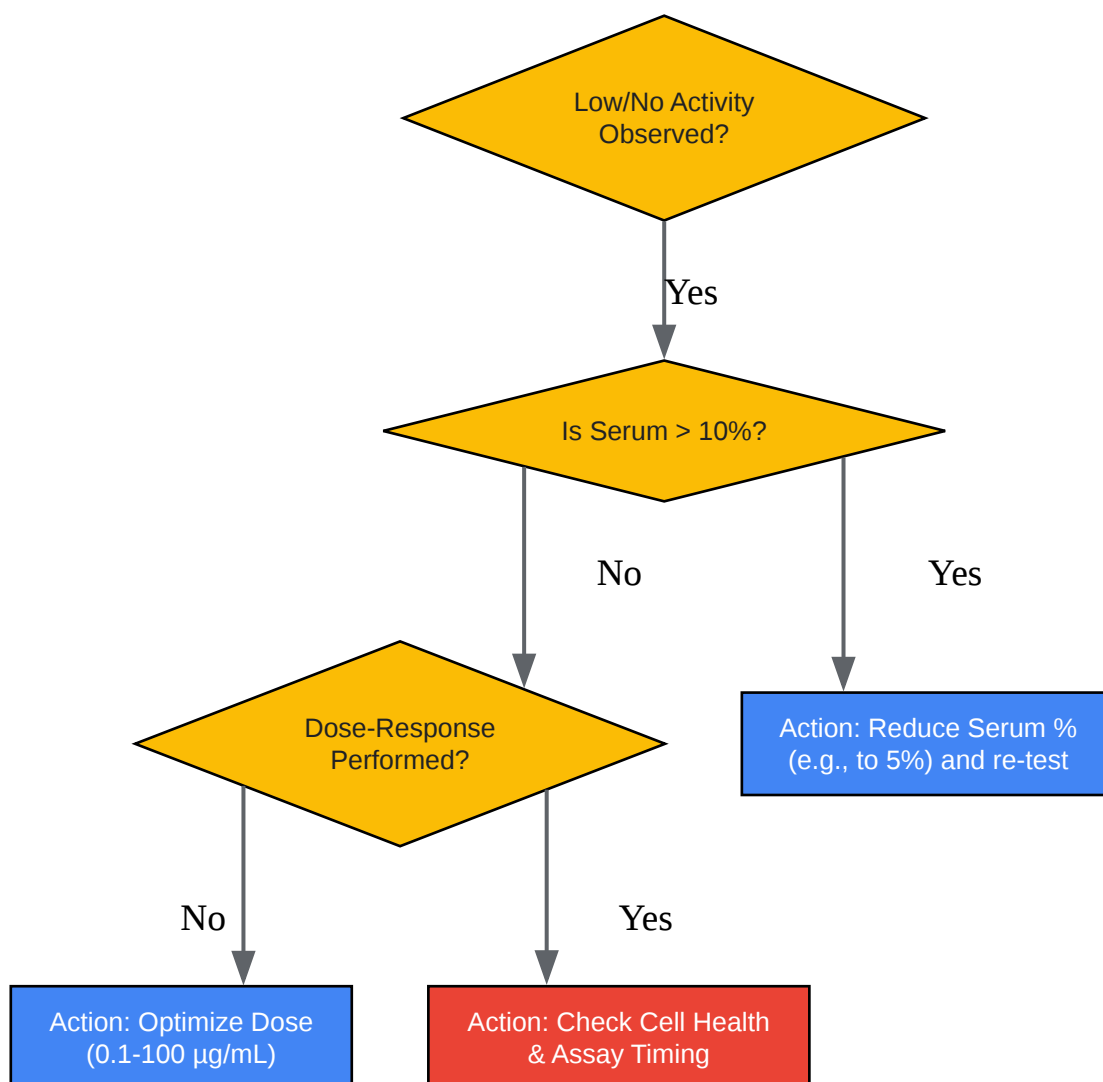 Low/No Activity
Observed?
Yes
Is Serum > 10%?
No
Yes
Dose-Response
Performed?
Action: Reduce Serum %
(e.g., to 5%) and re-test
No
Yes
Action: Optimize Dose
(0.1-100 µg/mL)
Action: Check Cell Health
& Assay Timing